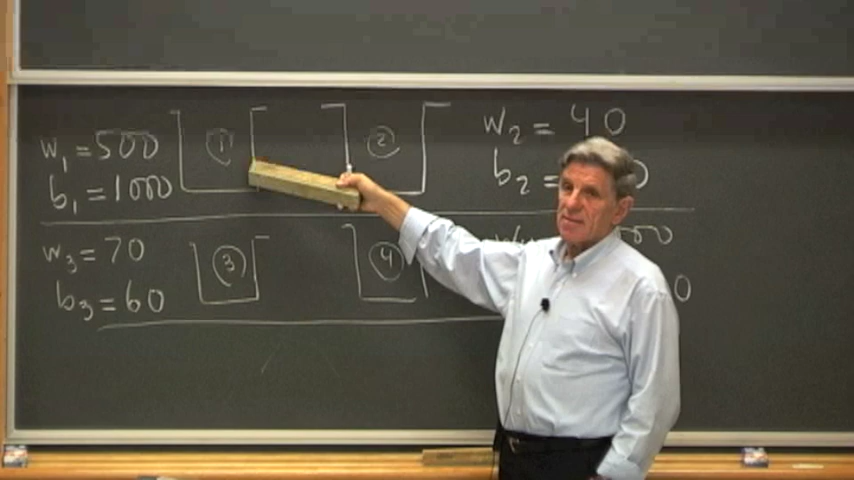 w₁ = 500
b₁ = 1000
①
②
w₂ = 40
b₂ =
w₃ = 70
b₃ = 60
③
④